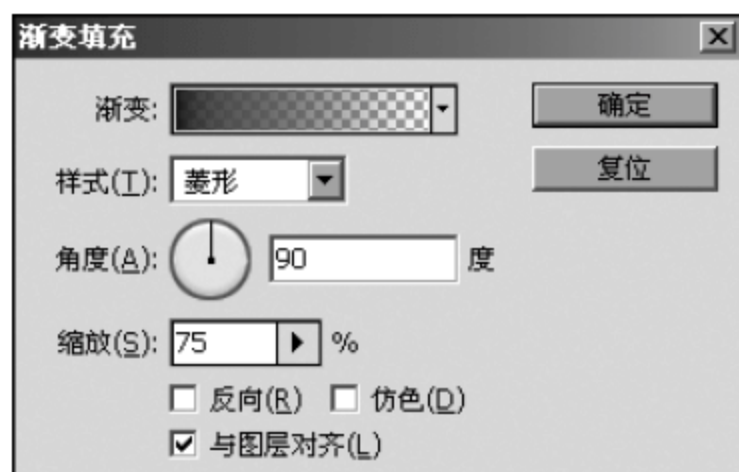 渐变填充
渐变: 确定
样式(T): 菱形 复位
角度(A): 90 度
缩放(S): 75 %
反向(R) 仿色(D)
与图层对齐(L)